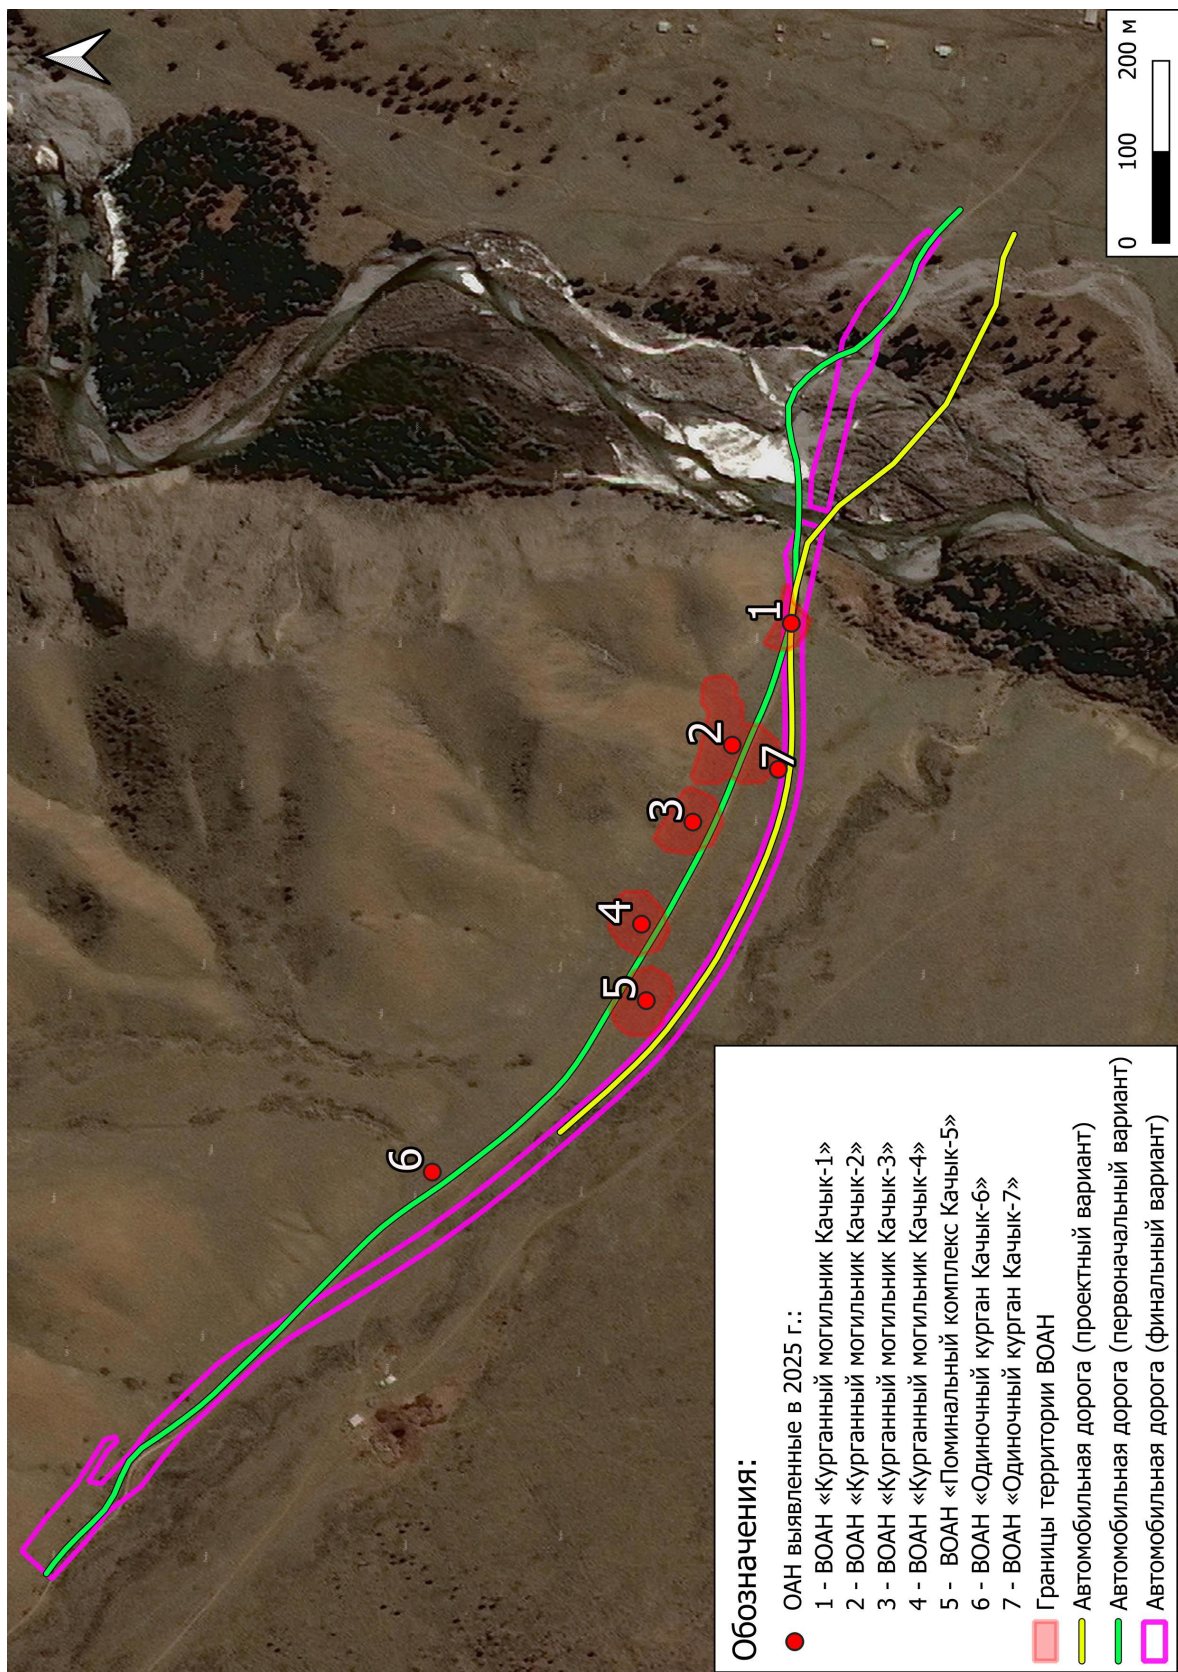 6
5
4
3
2
7
1
Обозначения:
ОАН выявленные в 2025 г.:
1 - ВОАН «Курганный могильник Качык-1»
2 - ВОАН «Курганный могильник Качык-2»
3 - ВОАН «Курганный могильник Качык-3»
4 - ВОАН «Курганный могильник Качык-4»
5 - ВОАН «Поминальный комплекс Качык-5»
6 - ВОАН «Одиночный курган Качык-6»
7 - ВОАН «Одиночный курган Качык-7»
Границы территории ВОАН
Автомобильная дорога (проектный вариант)
Автомобильная дорога (первоначальный вариант)
Автомобильная дорога (финальный вариант)
0 100 200 м